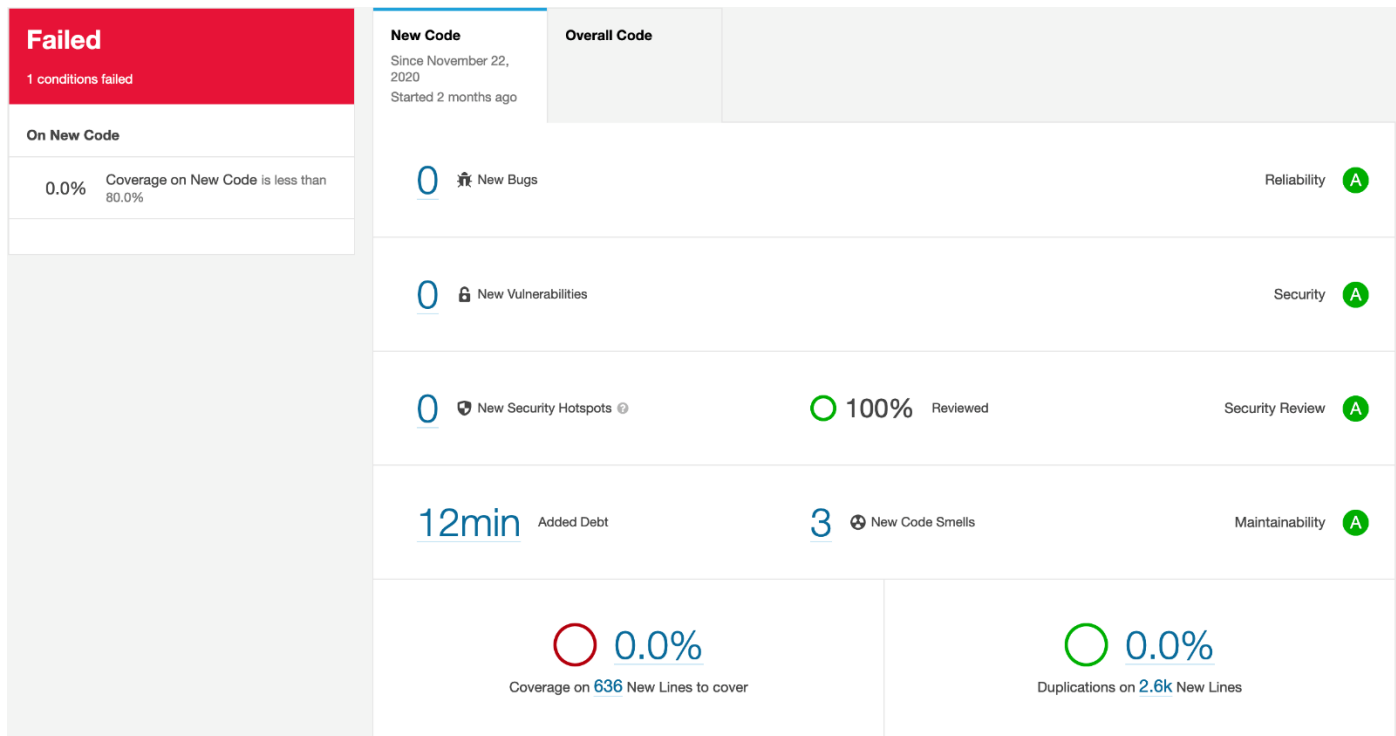 Failed
1 conditions failed
On New Code
0.0%
Coverage on New Code is less than
80.0%
New Code
Since November 22,
2020
Started 2 months ago
Overall Code
0 New Bugs
Reliability A
0 New Vulnerabilities
Security A
0 New Security Hotspots ?
100% Reviewed
Security Review A
12min Added Debt
3 New Code Smells
Maintainability A
0.0%
Coverage on 636 New Lines to cover
0.0%
Duplications on 2.6k New Lines